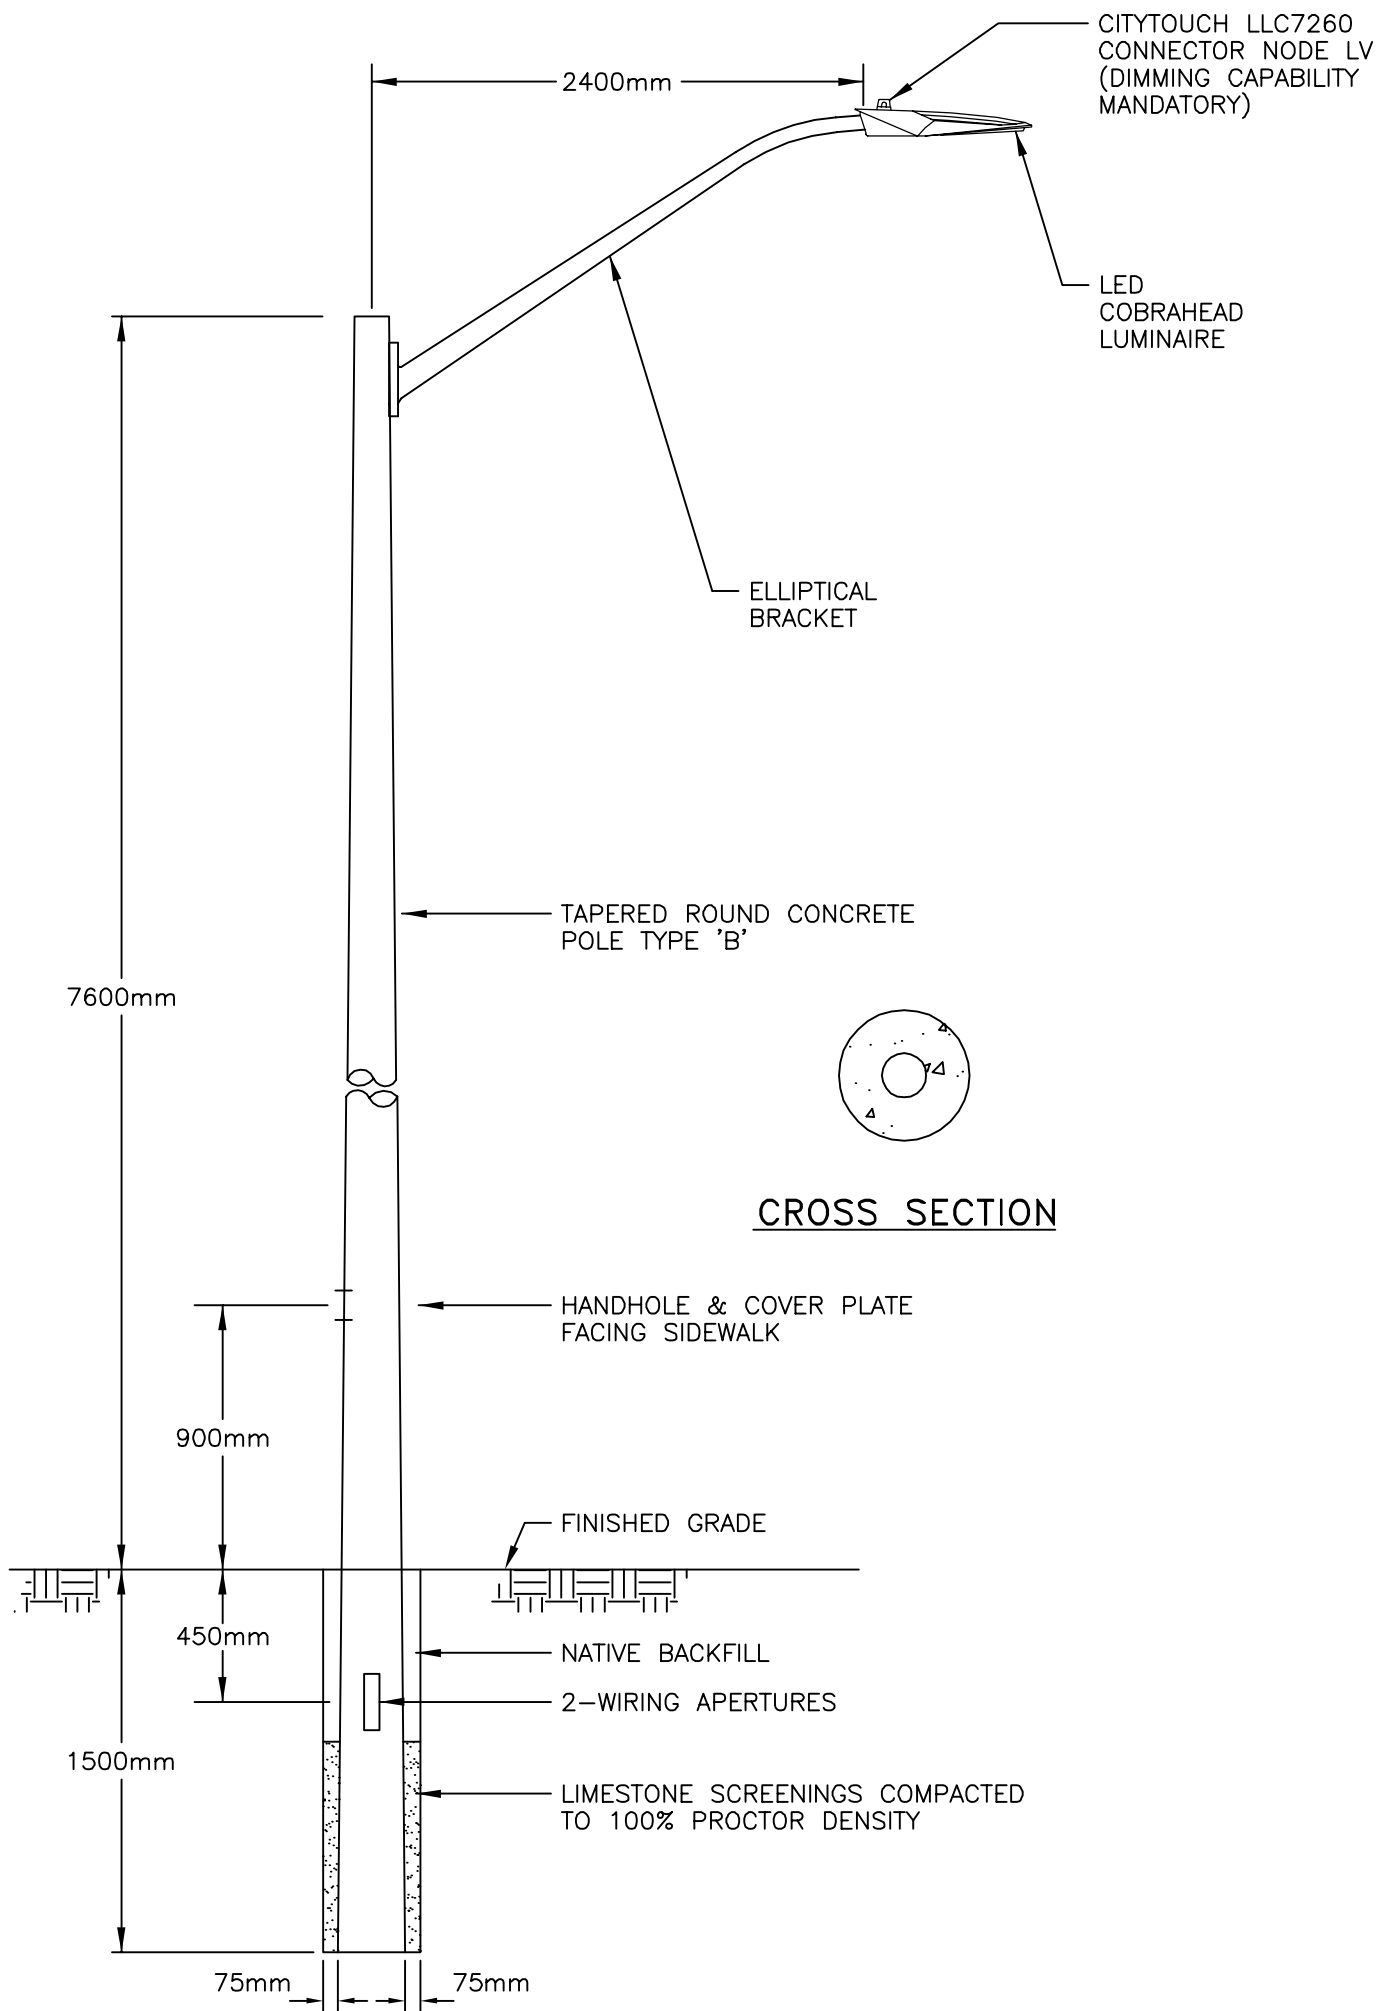 CITYTOUCH LLC7260
CONNECTOR NODE LV
(DIMMING CAPABILITY
MANDATORY)
2400mm
LED
COBRAHEAD
LUMINAIRE
ELLIPTICAL
BRACKET
TAPERED ROUND CONCRETE
POLE TYPE 'B'
7600mm
CROSS SECTION
HANDHOLE & COVER PLATE
FACING SIDEWALK
900mm
FINISHED GRADE
450mm
NATIVE BACKFILL
2-WIRING APERTURES
1500mm
LIMESTONE SCREENINGS COMPACTED
TO 100% PROCTOR DENSITY
75mm
75mm